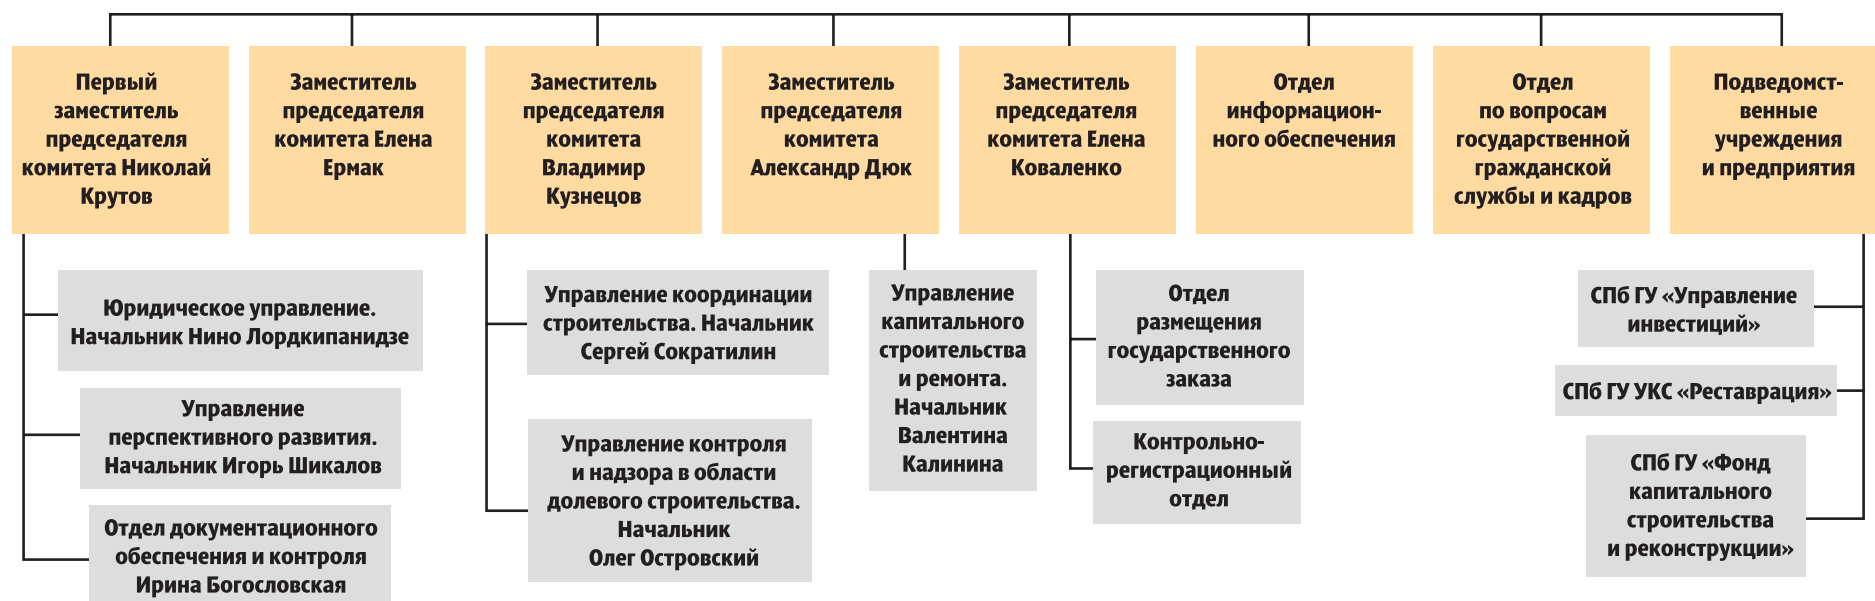 Первый
заместитель
председателя
комитета Николай
Крутов
Заместитель
председателя
комитета Елена
Ермак
Заместитель
председателя
комитета
Владимир
Кузнецов
Заместитель
председателя
комитета
Александр Дюк
Заместитель
председателя
комитета Елена
Коваленко
Отдел
информацион-
ного обеспечения
Отдел
по вопросам
государственной
гражданской
службы и кадров
Подведомст-
венные
учреждения
и предприятия
Юридическое управление.
Начальник Нино Лордкипанидзе
Управление
перспективного развития.
Начальник Игорь Шикалов
Отдел документационного
обеспечения и контроля
Ирина Богословская
Управление координации
строительства. Начальник
Сергей Сократилин
Управление контроля
и надзора в области
долевого строительства.
Начальник
Олег Островский
Управление
капитального
строительства
и ремонта.
Начальник
Валентина
Калинина
Отдел
размещения
государственного
заказа
Контрольно-
регистрационный
отдел
СПб ГУ «Управление
инвестиций»
СПб ГУ УКС «Реставрация»
СПб ГУ «Фонд
капитального
строительства
и реконструкции»